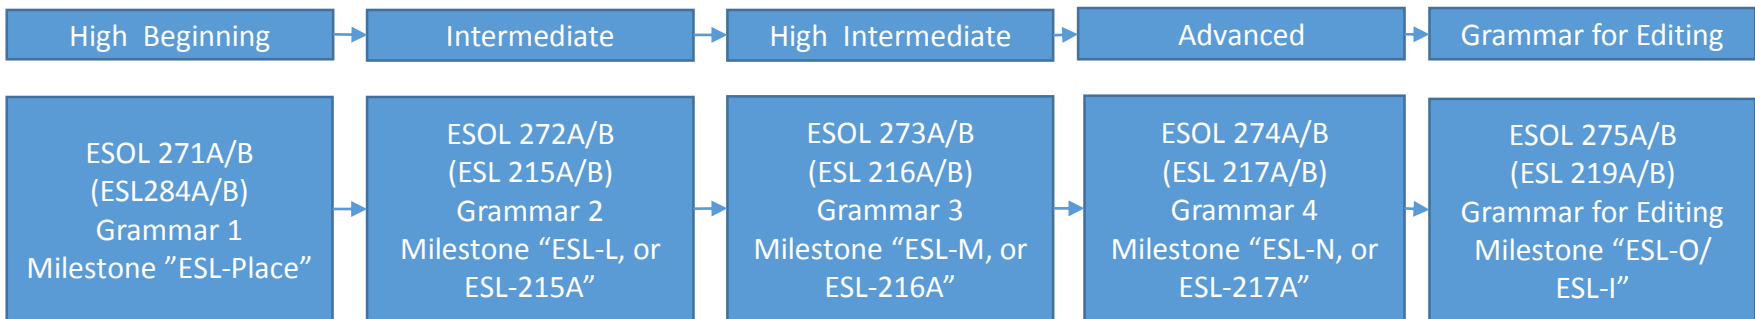 High Beginning
Intermediate
High Intermediate
Advanced
Grammar for Editing
ESOL 271A/B
(ESL284A/B)
Grammar 1
Milestone ”ESL-Place”
ESOL 272A/B
(ESL 215A/B)
Grammar 2
Milestone “ESL-L, or
ESL-215A”
ESOL 273A/B
(ESL 216A/B)
Grammar 3
Milestone “ESL-M, or
ESL-216A”
ESOL 274A/B
(ESL 217A/B)
Grammar 4
Milestone “ESL-N, or
ESL-217A”
ESOL 275A/B
(ESL 219A/B)
Grammar for Editing
Milestone “ESL-O/
ESL-I”